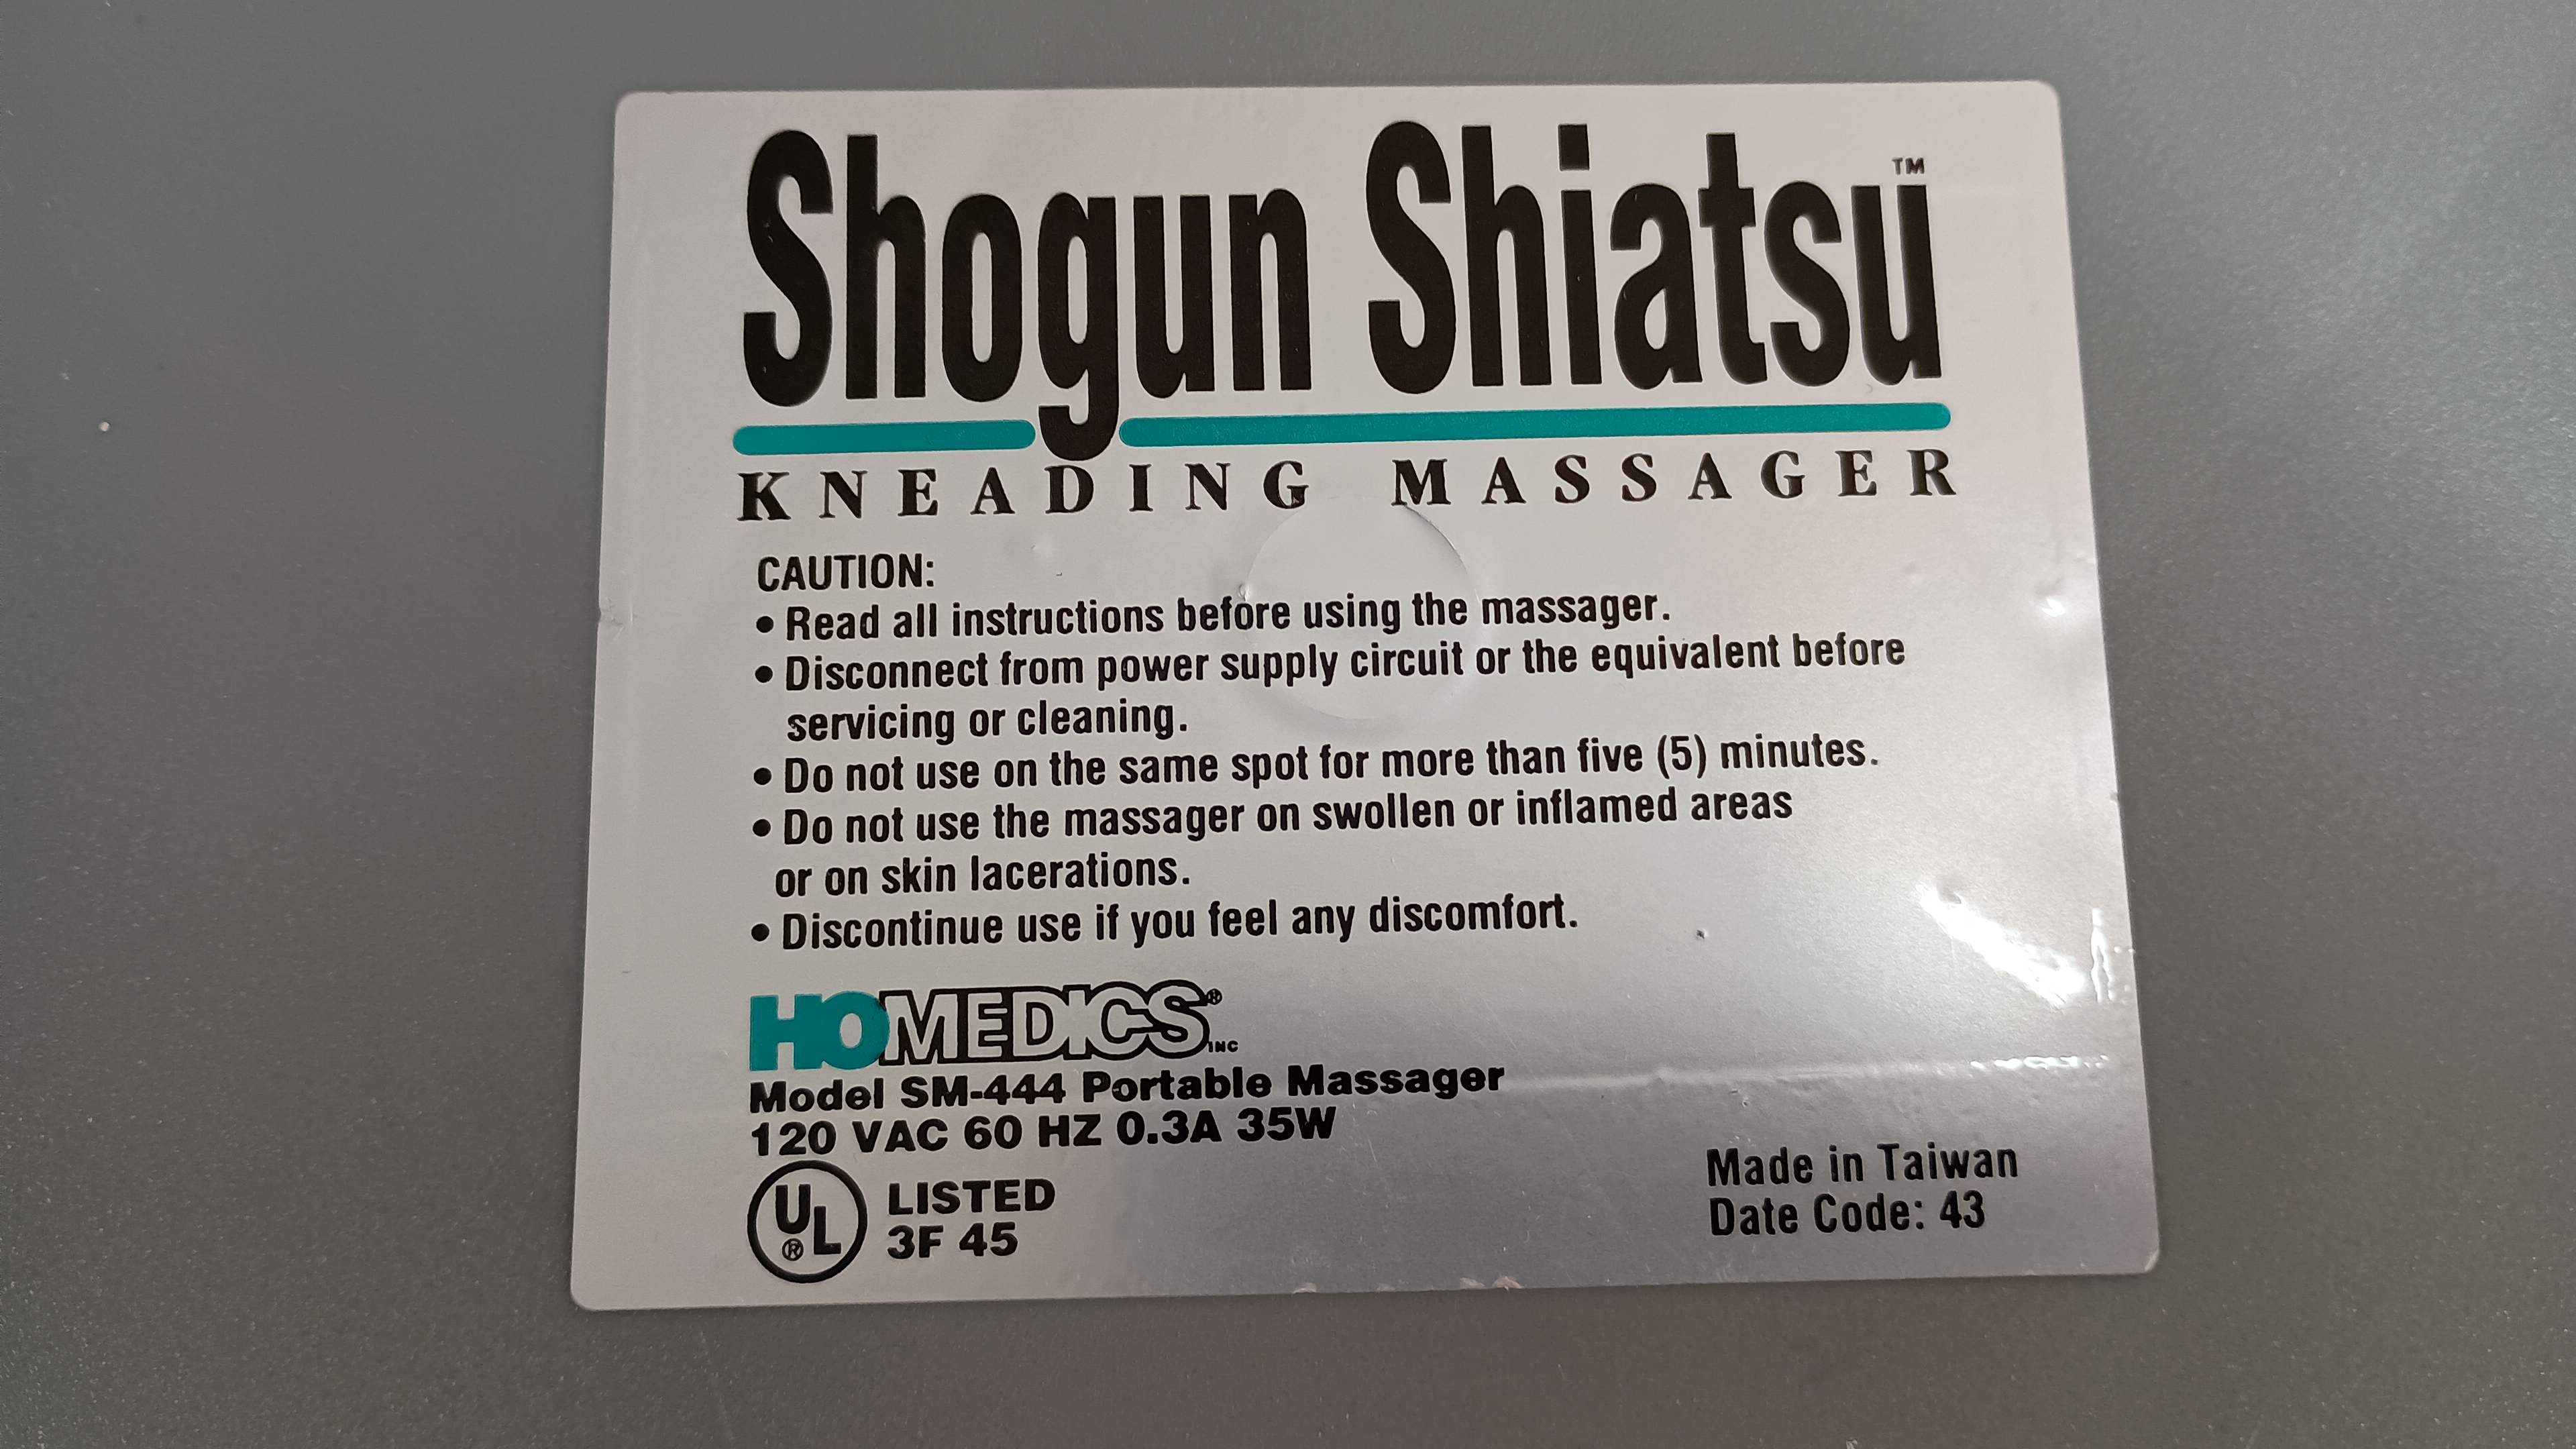 Shogun Shiatsu™
KNEADING MASSAGER
CAUTION:
• Read all instructions before using the massager.
• Disconnect from power supply circuit or the equivalent before
servicing or cleaning.
• Do not use on the same spot for more than five (5) minutes.
• Do not use the massager on swollen or inflamed areas
or on skin lacerations.
• Discontinue use if you feel any discomfort.
HOMEDICS® INC
Model SM-444 Portable Massager
120 VAC 60 HZ 0.3A 35W
UL® LISTED
3F 45
Made in Taiwan
Date Code: 43